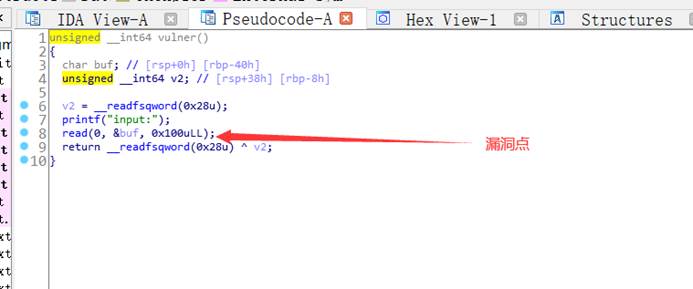 IDA View-A Pseudocode-A Hex View-1 Structures
1 unsigned __int64 vulner()
2 {
3 char buf; // [rsp+0h] [rbp-40h]
4 unsigned __int64 v2; // [rsp+38h] [rbp-8h]
5
6 v2 = __readfsqword(0x28u);
7 printf("input:");
8 read(0, &buf, 0x100uLL);
9 return __readfsqword(0x28u) ^ v2;
10 }
漏洞点